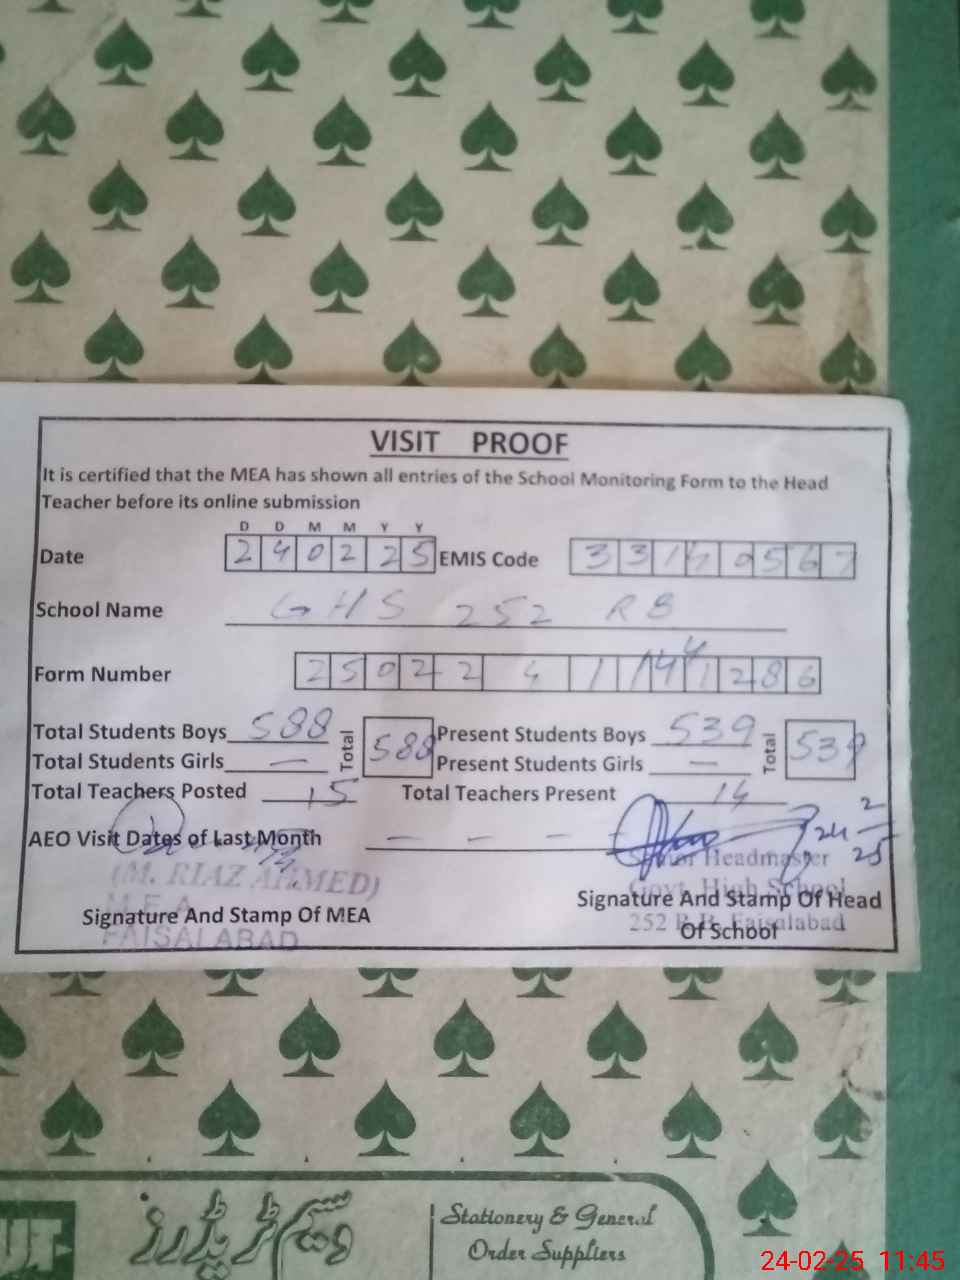 VISIT PROOF
It is certified that the MEA has shown all entries of the School Monitoring Form to the Head
Teacher before its online submission
D D M M Y Y
Date 2 4 0 2 2 5 EMIS Code 3 3 1 4 0 5 6 7
School Name GHS 252 RB
Form Number 2 5 0 2 2 4 1 1 4 1 2 8 6
Total Students Boys 588 Total 588 Present Students Boys 539 Total 539
Total Students Girls — Present Students Girls —
Total Teachers Posted 15 Total Teachers Present 14
AEO Visit Dates of Last Month — — —
24 2 25
(M. RIAZ AHMED)
M.E.A
FAISALABAD
Signature And Stamp Of MEA
Senior Headmaster
Govt. High School
252 R.B. Faisalabad
Signature And Stamp Of Head
Of School
وسیم ٹریڈرز
Stationery & General
Order Suppliers
24-02-25 11:45